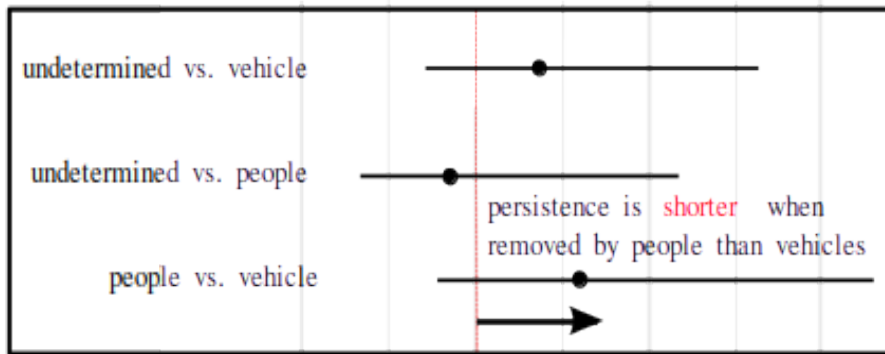 undetermined vs. vehicle
undetermined vs. people
persistence is shorter when
removed by people than vehicles
people vs. vehicle